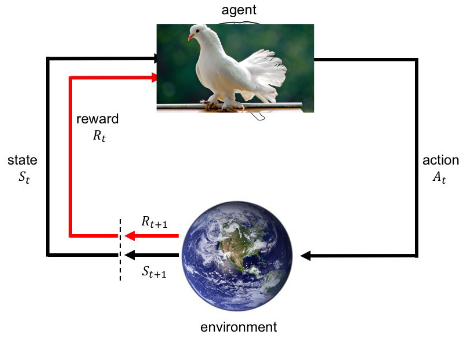 agent
reward
R_t
state
S_t
action
A_t
R_{t+1}
S_{t+1}
environment